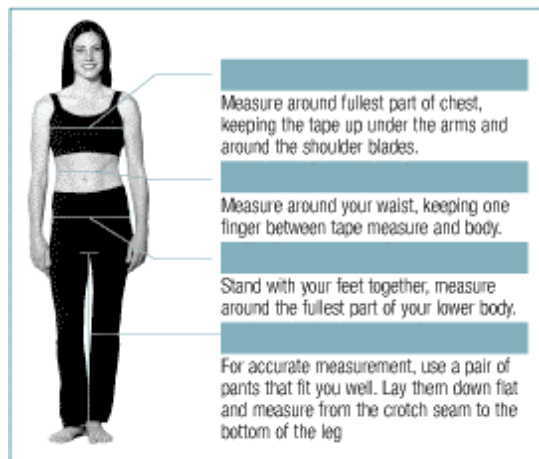 Measure around fullest part of chest,
keeping the tape up under the arms and
around the shoulder blades.
Measure around your waist, keeping one
finger between tape measure and body.
Stand with your feet together, measure
around the fullest part of your lower body.
For accurate measurement, use a pair of
pants that fit you well. Lay them down flat
and measure from the crotch seam to the
bottom of the leg